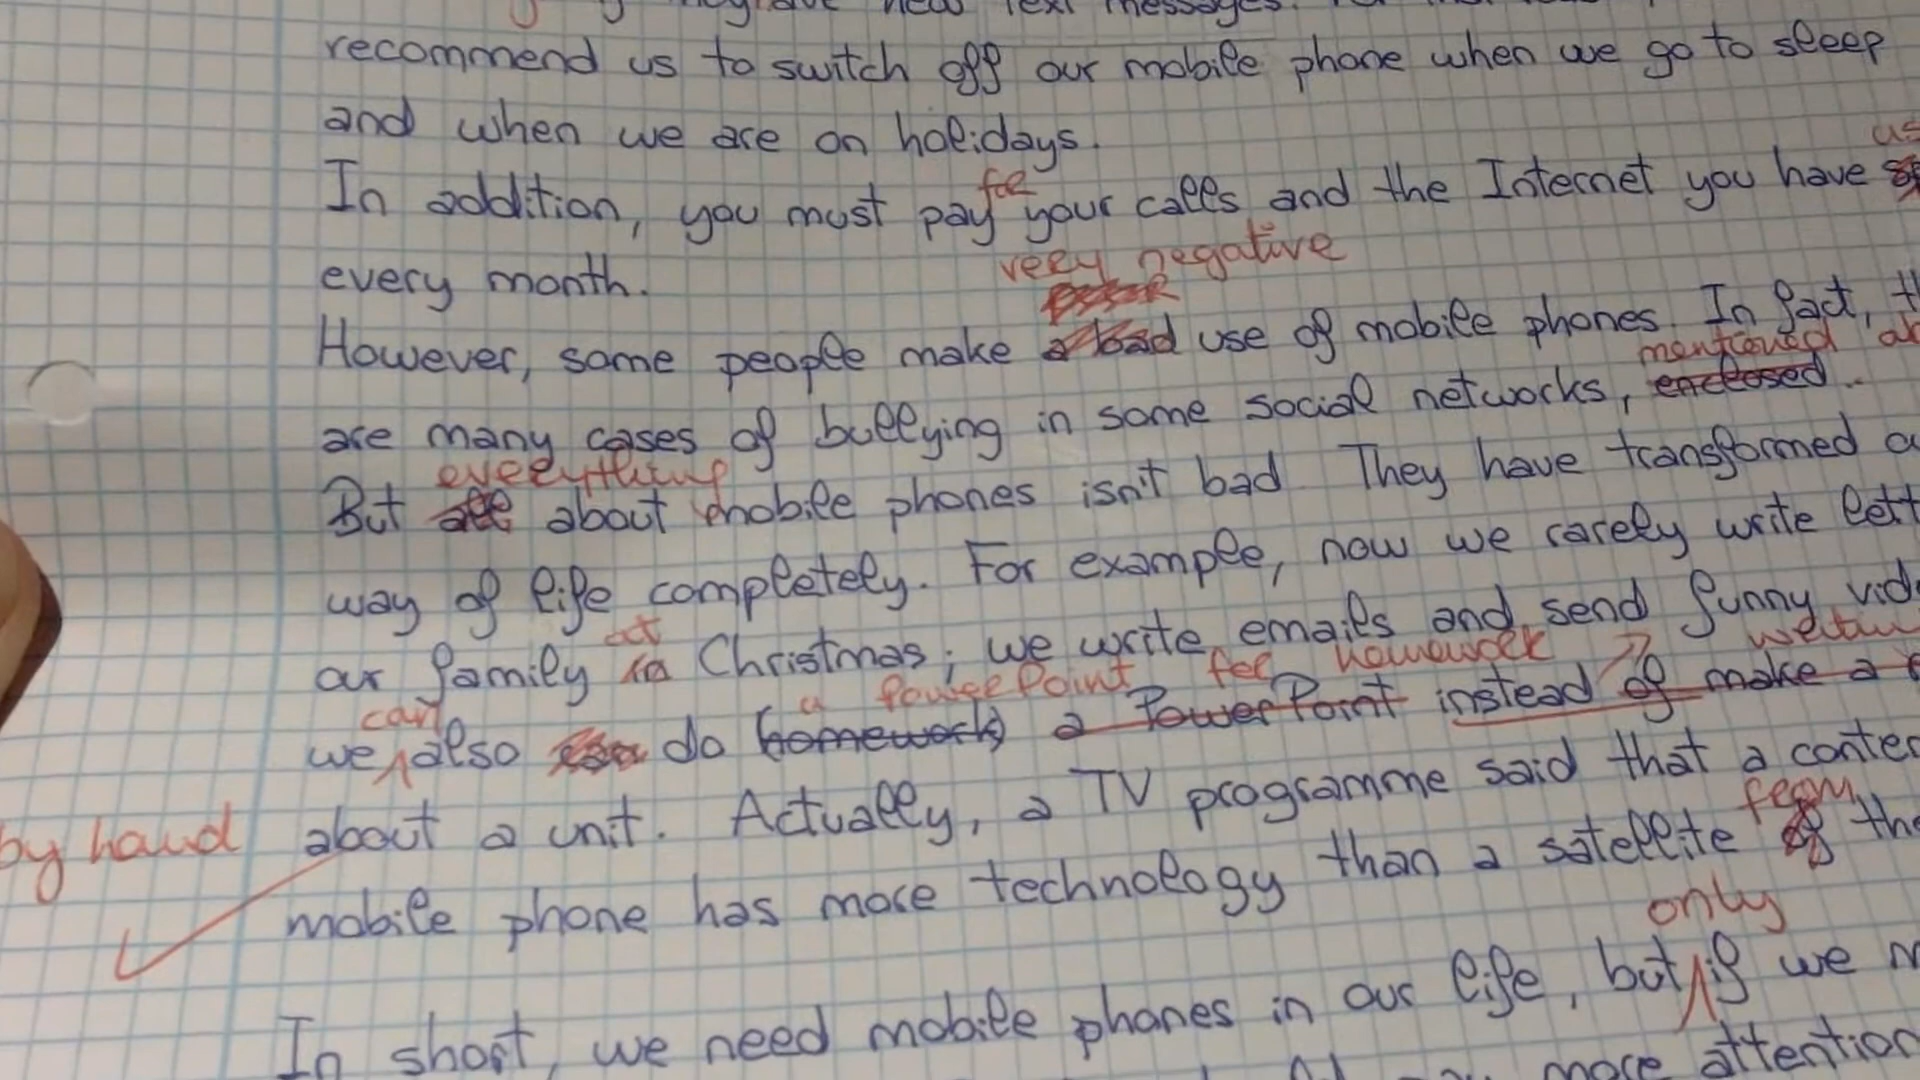 new text messages.
recommend us to switch off our mobile phone when we go to sleep
and when we are on holidays.
for
In addition, you must pay your calls and the Internet you have
every month.
very negative
However, some people make a bad use of mobile phones. In fact,
mentioned
are many cases of bullying in some social networks, enclosed.
everything
But all about mobile phones isn't bad They have transformed
way of life completely. For example, now we rarely write
at
our family in Christmas; we write emails and send funny
can a PowerPoint for homework
we also do (homework) a PowerPoint instead of make a
by hand about a unit. Actually, a TV programme said that a
from
mobile phone has more technology than a satellite of
only
In short, we need mobile phones in our life, but if we
more attention